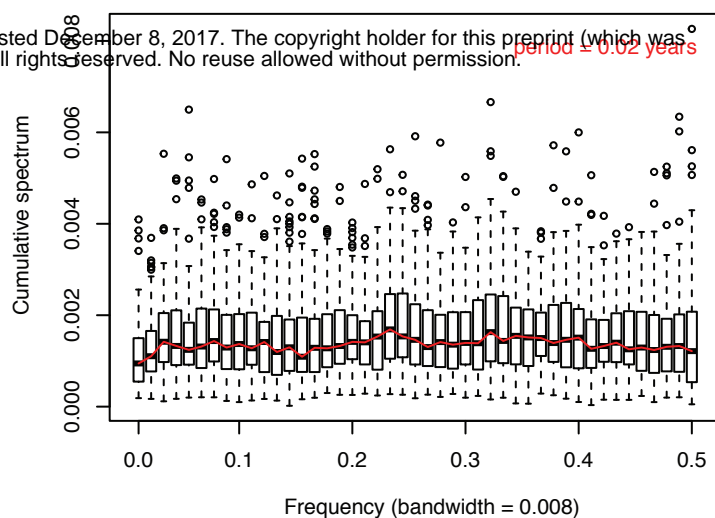 sted December 8, 2017. The copyright holder for this preprint (which was
ll rights reserved. No reuse allowed without permission.
period = 0.02 years
Cumulative spectrum
0.008
0.006
0.004
0.002
0.000
0.0 0.1 0.2 0.3 0.4 0.5
Frequency (bandwidth = 0.008)